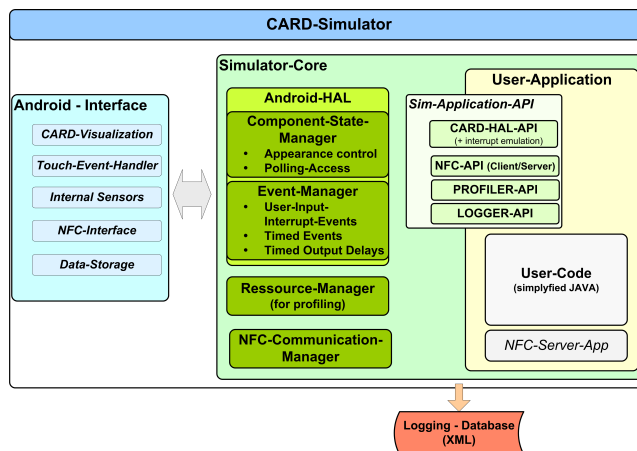 CARD-Simulator
Android - Interface
CARD-Visualization
Touch-Event-Handler
Internal Sensors
NFC-Interface
Data-Storage
Simulator-Core
Android-HAL
Component-State-
Manager
• Appearance control
• Polling-Access
Event-Manager
• User-Input-
Interrupt-Events
• Timed Events
• Timed Output Delays
Ressource-Manager
(for profiling)
NFC-Communication-
Manager
User-Application
Sim-Application-API
CARD-HAL-API
(+ interrupt emulation)
NFC-API (Client/Server)
PROFILER-API
LOGGER-API
User-Code
(simplyfied JAVA)
NFC-Server-App
Logging - Database
(XML)